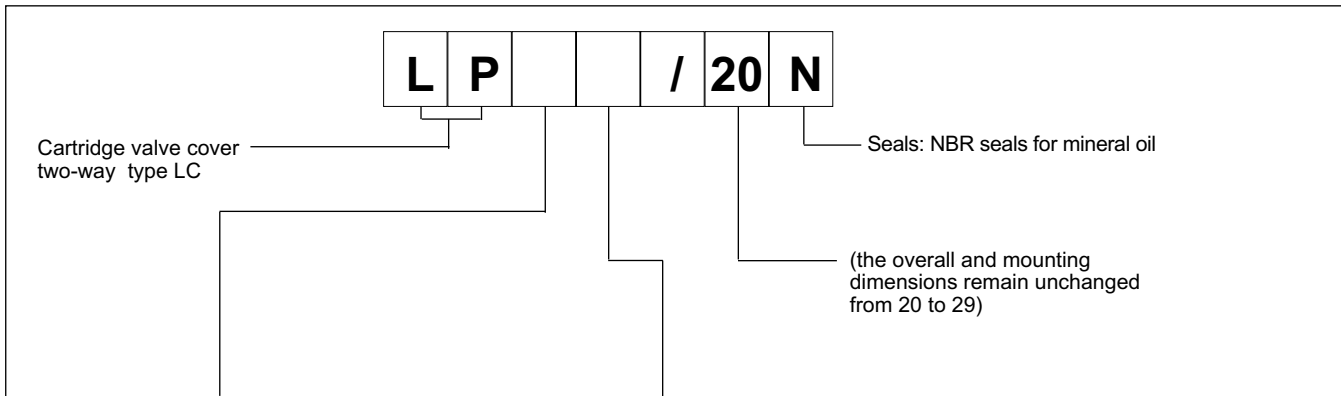 L P / 20 N
Cartridge valve cover
two-way type LC
Seals: NBR seals for mineral oil
(the overall and mounting
dimensions remain unchanged
from 20 to 29)